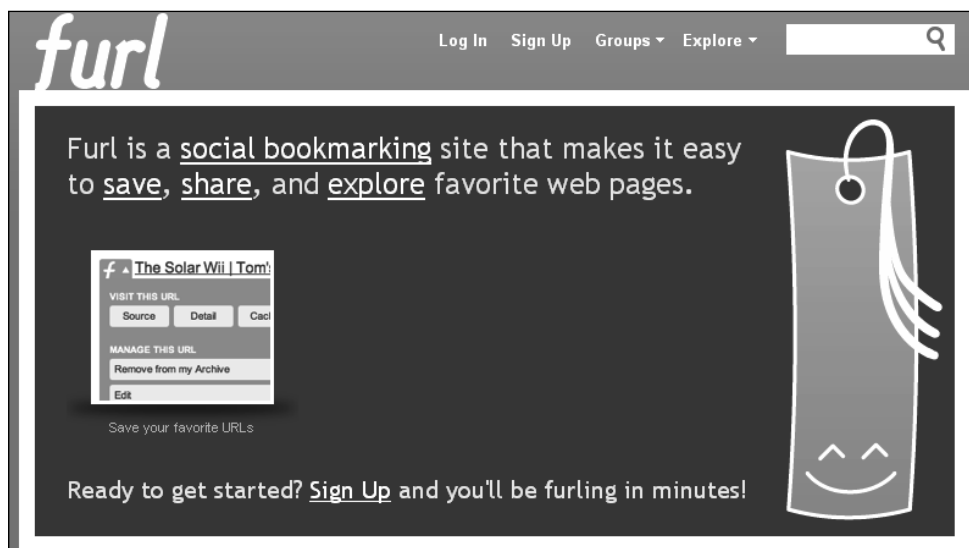 furl
Log In Sign Up Groups Explore
Furl is a social bookmarking site that makes it easy
to save, share, and explore favorite web pages.
f The Solar Wii | Tom's
VISIT THIS URL
Source Detail
MANAGE THIS URL
Remove from my Archive
Edit
Save your favorite URLs
Ready to get started? Sign Up and you'll be furling in minutes!